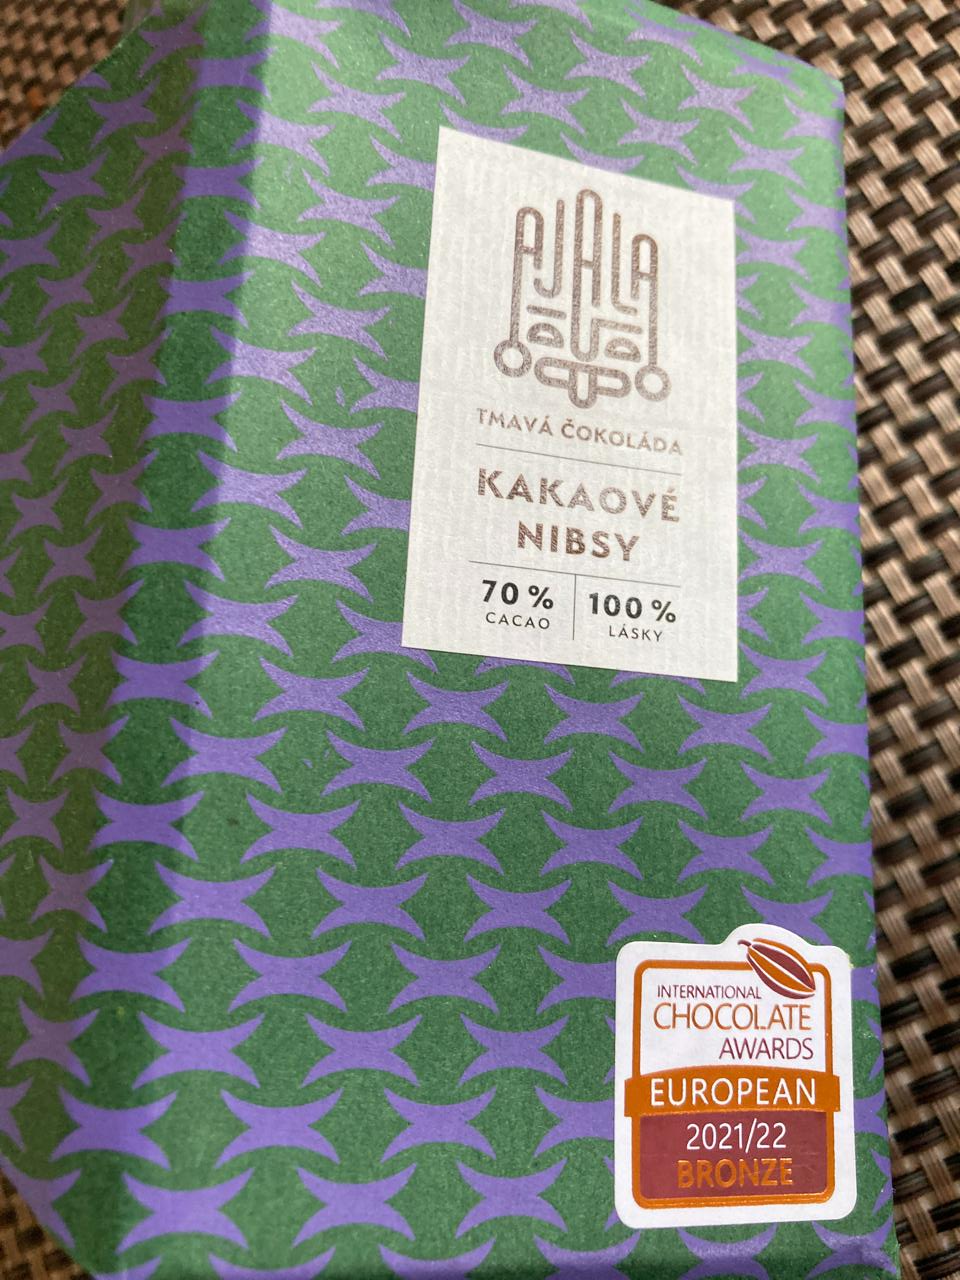 AJALA
TMAVÁ ČOKOLÁDA
KAKAOVÉ
NIBSY
70 %
CACAO
100 %
LÁSKY
INTERNATIONAL
CHOCOLATE
AWARDS
EUROPEAN
2021/22
BRONZE